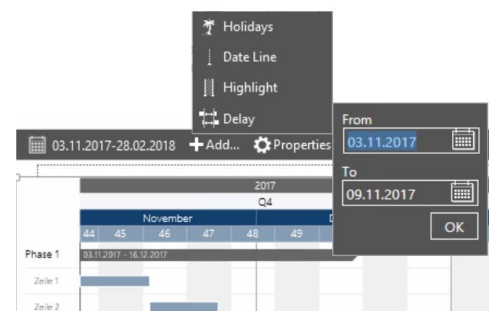 Holidays
Date Line
Highlight
Delay
03.11.2017-28.02.2018 Add... Properties
From
03.11.2017
To
09.11.2017
OK
2017
Q4
November
44 45 46 47 48 49
Phase 1 03.11.2017 - 16.12.2017
Zeile 1
Zeile 2